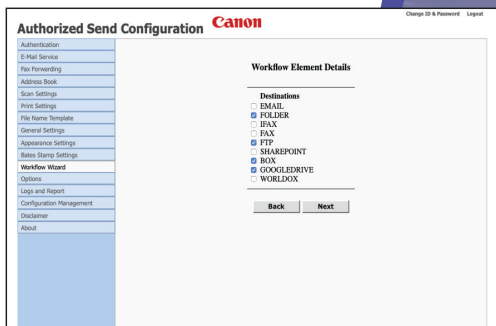 Change ID & Password Logout
Authorized Send Configuration Canon
Authentication
E-Mail Service
Fax Forwarding
Address Book
Scan Settings
Print Settings
File Name Template
General Settings
Appearance Settings
Bates Stamp Settings
Workflow Wizard
Options
Logs and Report
Configuration Management
Disclaimer
About
Workflow Element Details
Destinations
EMAIL
FOLDER
IFAX
FAX
FTP
SHAREPOINT
BOX
GOOGLEDRIVE
WORLDOX
Back Next